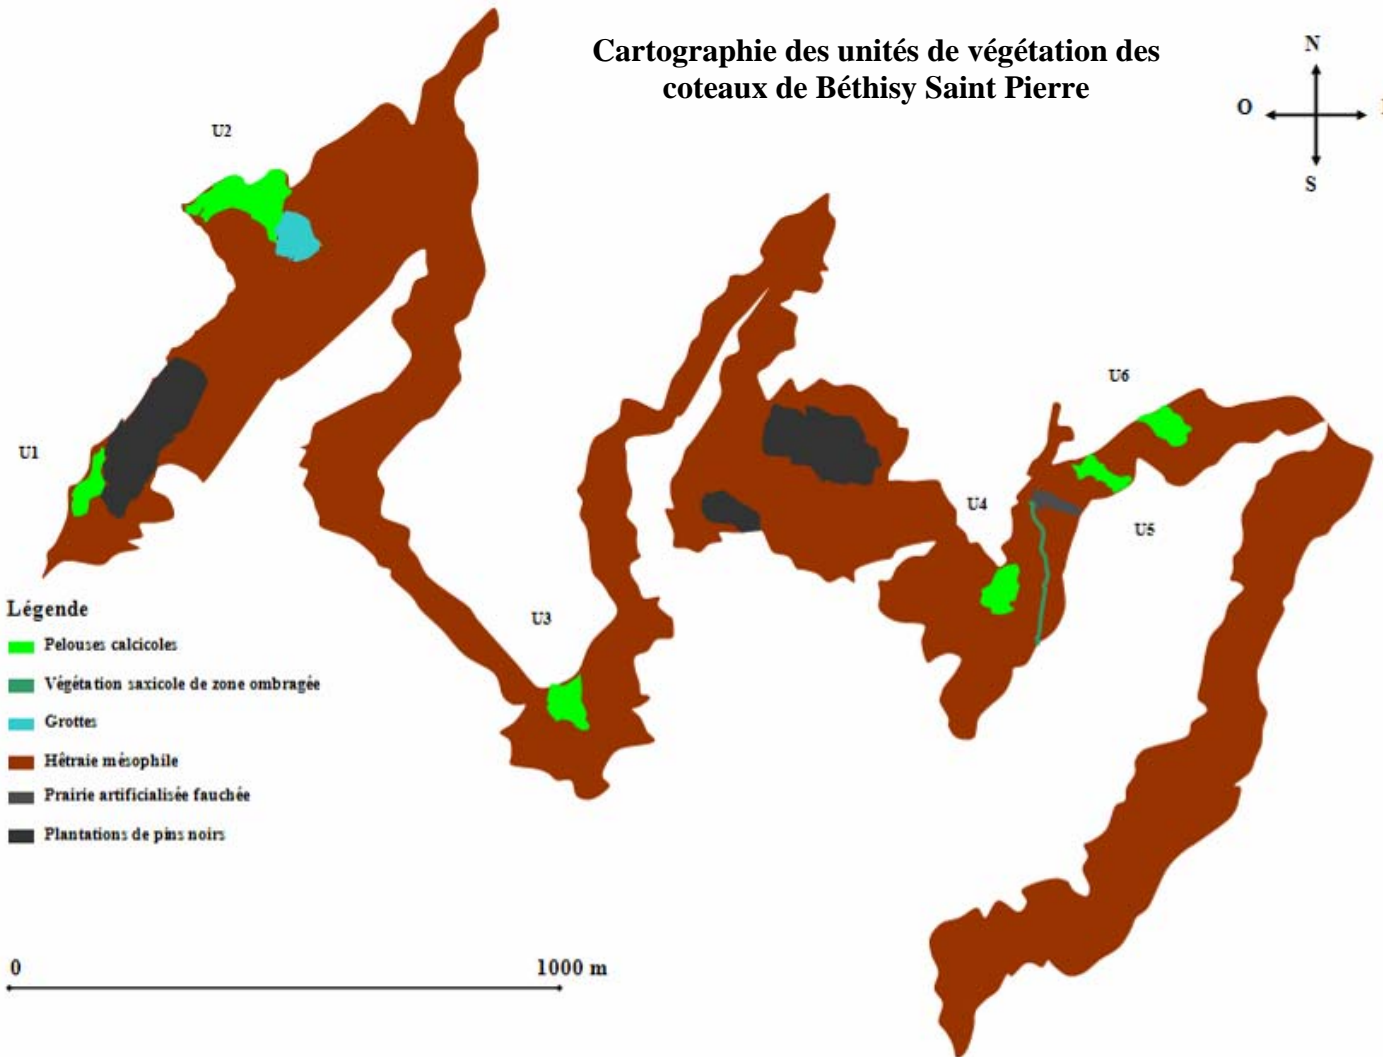 Cartographie des unités de végétation des
coteaux de Béthisy Saint Pierre
N
O
S
U2
U6
U1
U4
U5
U3
Légende
Pelouses calcicoles
Végétation saxicole de zone ombragée
Grottes
Hêtraie mésophile
Prairie artificialisée fauchée
Plantations de pins noirs
0 1000 m